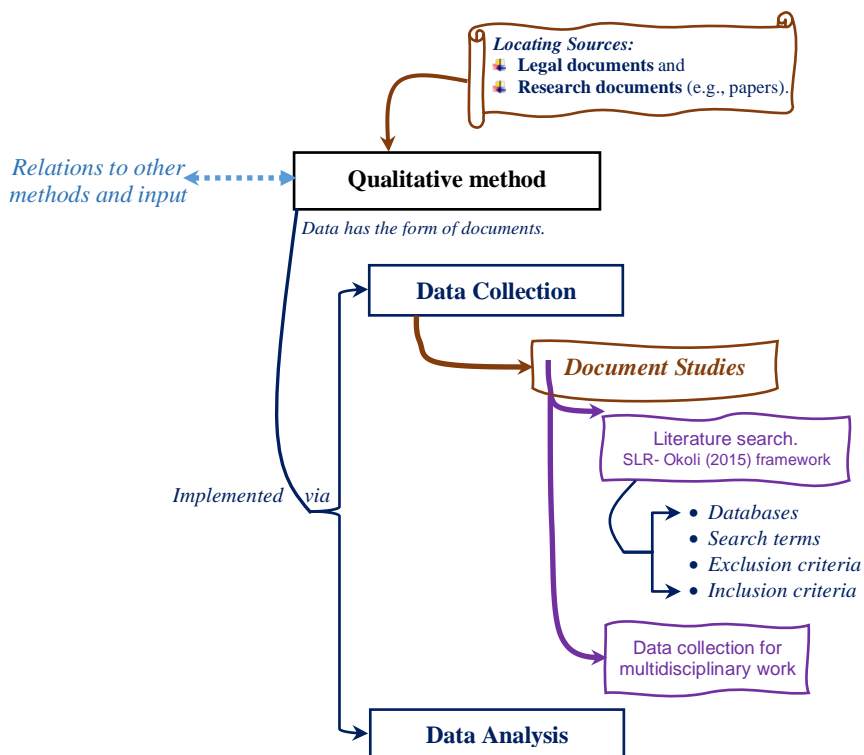 Locating Sources:
Legal documents and
Research documents (e.g., papers).
Relations to other
methods and input
Qualitative method
Data has the form of documents.
Data Collection
Document Studies
Literature search.
SLR- Okoli (2015) framework
Implemented via
• Databases
• Search terms
• Exclusion criteria
• Inclusion criteria
Data collection for
multidisciplinary work
Data Analysis